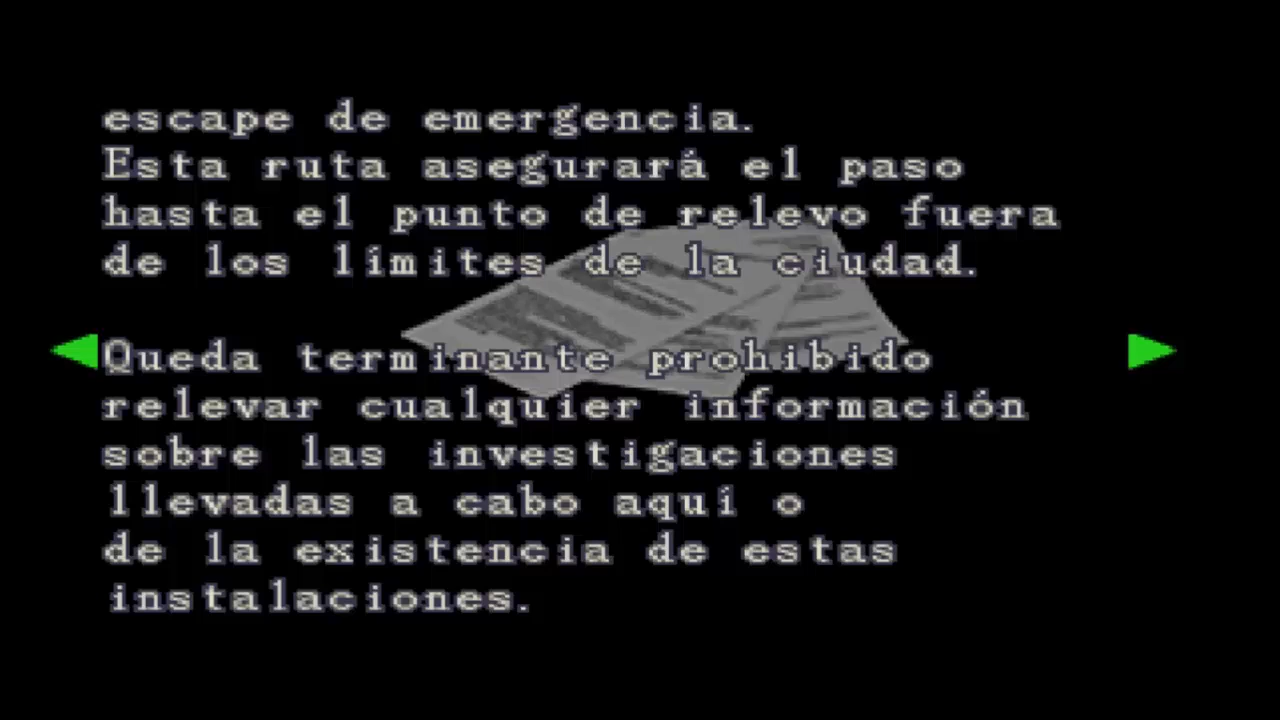 escape de emergencia.
Esta ruta asegurará el paso
hasta el punto de relevo fuera
de los límites de la ciudad.
Queda terminante prohibido
relevar cualquier información
sobre las investigaciones
llevadas a cabo aquí o
de la existencia de estas
instalaciones.